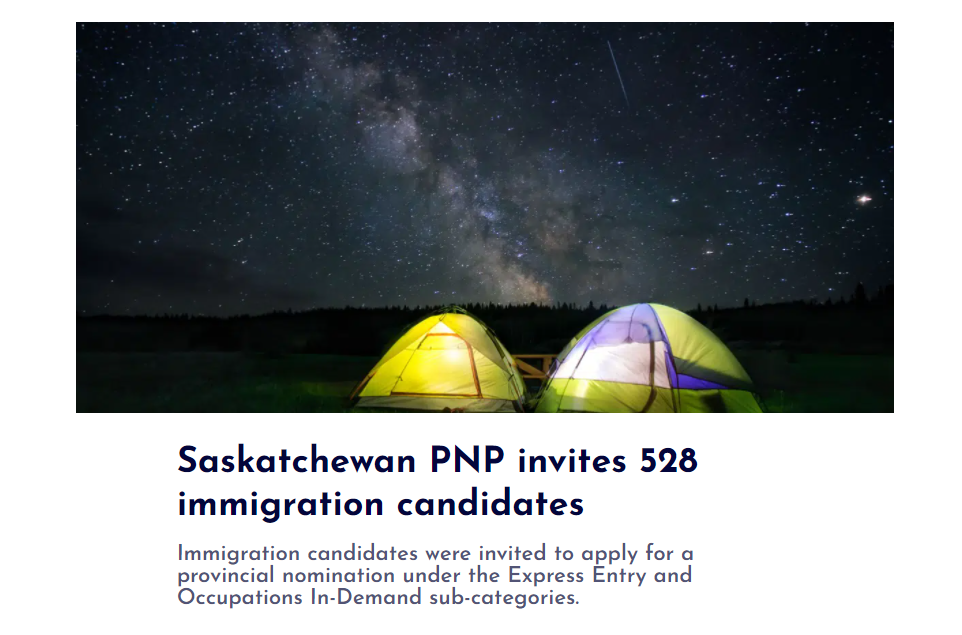 Saskatchewan PNP invites 528
immigration candidates
Immigration candidates were invited to apply for a
provincial nomination under the Express Entry and
Occupations In-Demand sub-categories.